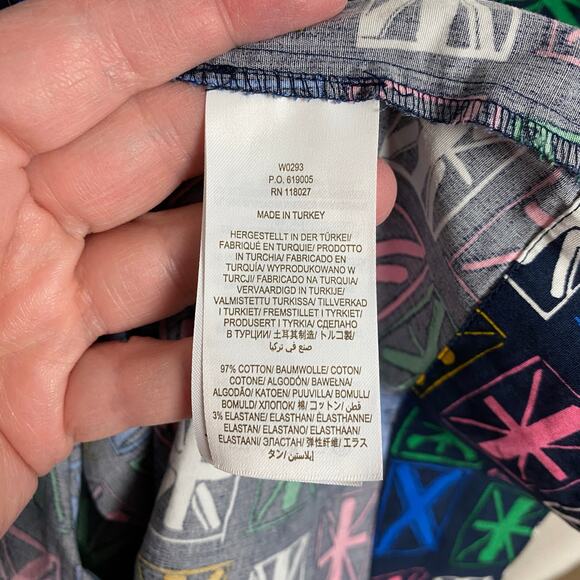 W0293
P.O. 619005
RN 118027
MADE IN TURKEY
HERGESTELLT IN DER TÜRKEI/
FABRIQUÉ EN TURQUIE/ PRODOTTO
IN TURCHIA/ FABRICADO EN
TURQUÍA/ WYPRODUKOWANO W
TURCJI/ FABRICADO EN TURQUIA/
VERVAARDIGD IN TURKIJE/
VALMISTETTU TURKISSA/ TILLVERKAD
I TURKIET/ FREMSTILLET I TYRKIET/
PRODUSERT I TYRKIA/ СДЕЛАНО
В ТУРЦИИ/ 土耳其制造/ トルコ製/
صنع في تركيا
97% COTTON/ BAUMWOLLE/ COTON/
COTONE/ ALGODÓN/ BAWEŁNA/
ALGODÃO/ KATOEN/ PUUVILLA/ BOMULL/
BOMULD/ ХЛОПОК/ 棉/ コットン/ قطن/
3% ELASTANE/ ELASTHAN/ ÉLASTHANNE/
ELASTAN/ ELASTANO/ ELASTHAAN/
ELASTAANI/ ЭЛАСТАН/ 弹性纤维/ エラス
タン/ إيلاستين/